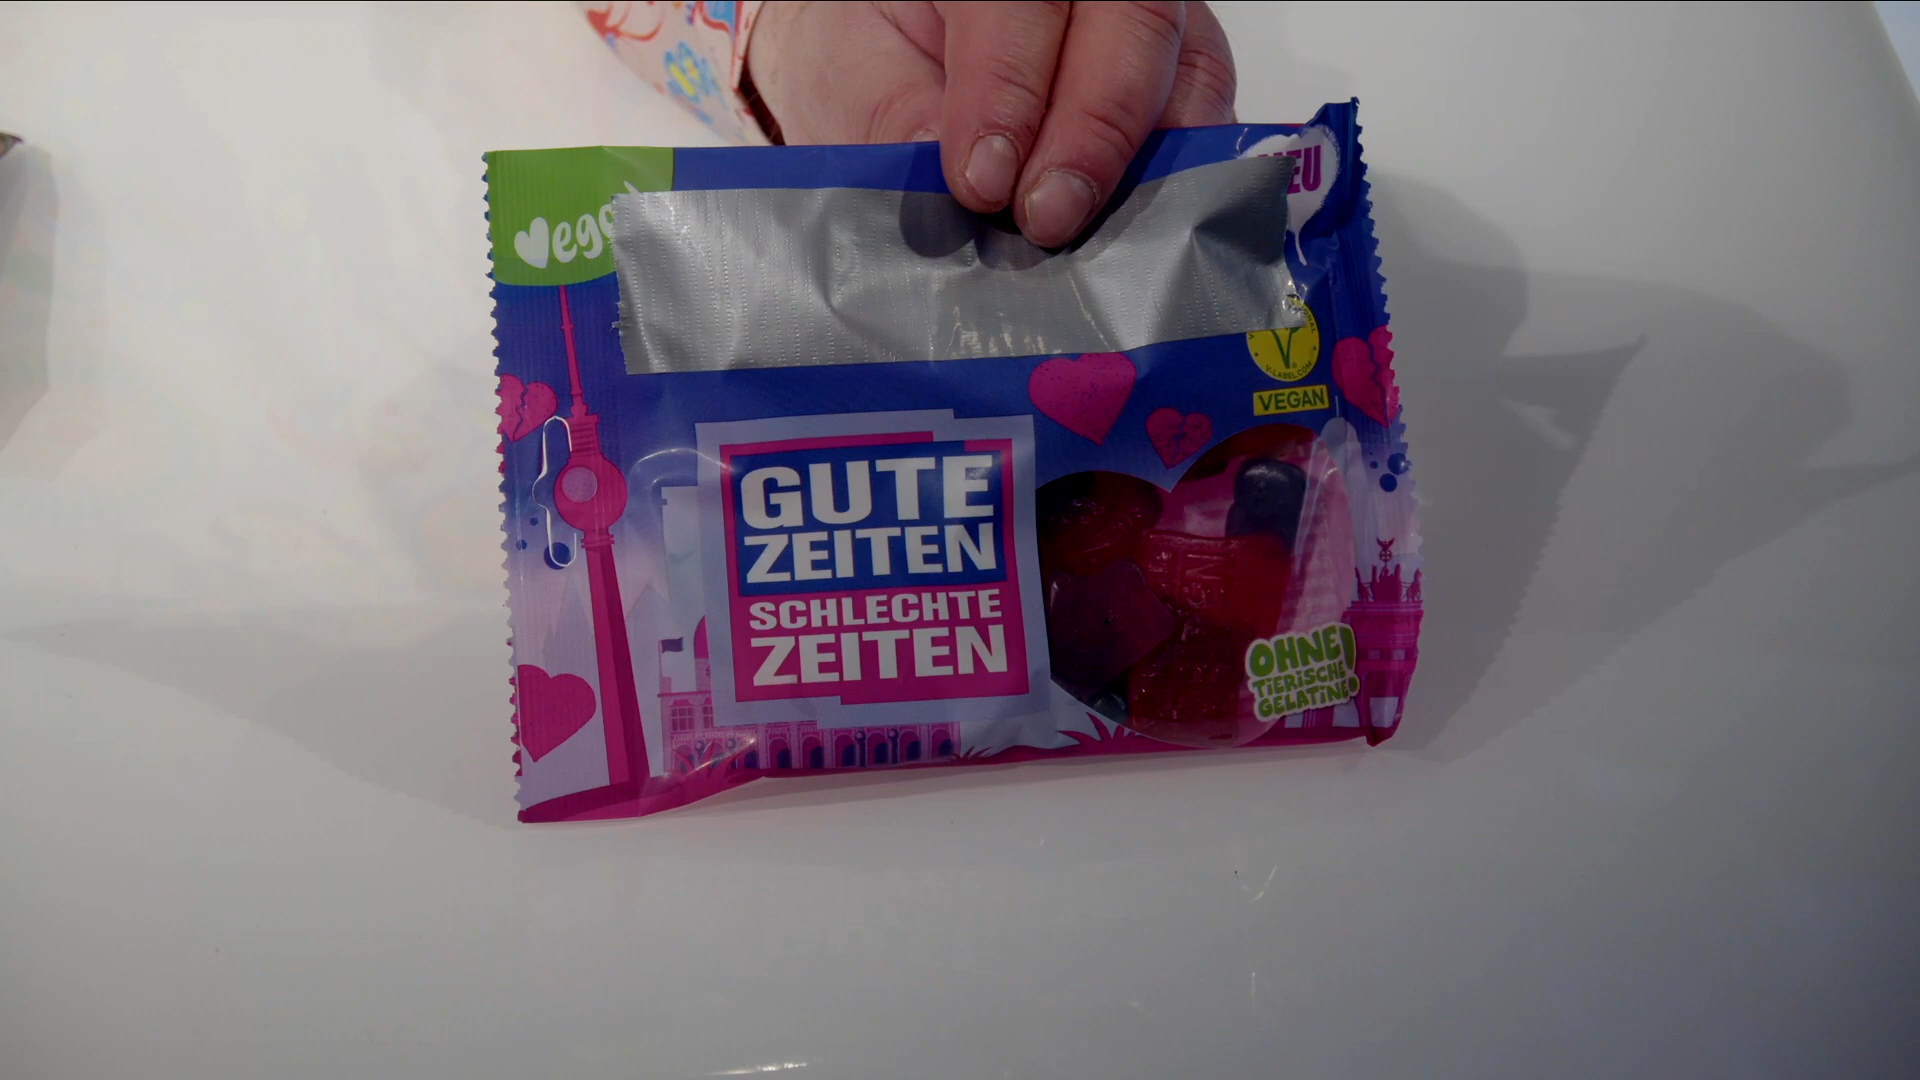 VEGAN
GUTE
ZEITEN
SCHLECHTE
ZEITEN
OHNE
TIERISCHE
GELATINE!